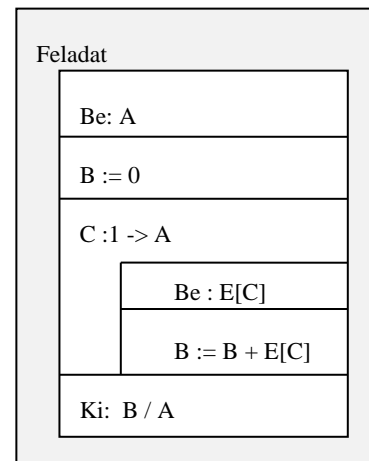 Feladat
Be: A
B := 0
C :1 -> A
Be : E[C]
B := B + E[C]
Ki: B / A